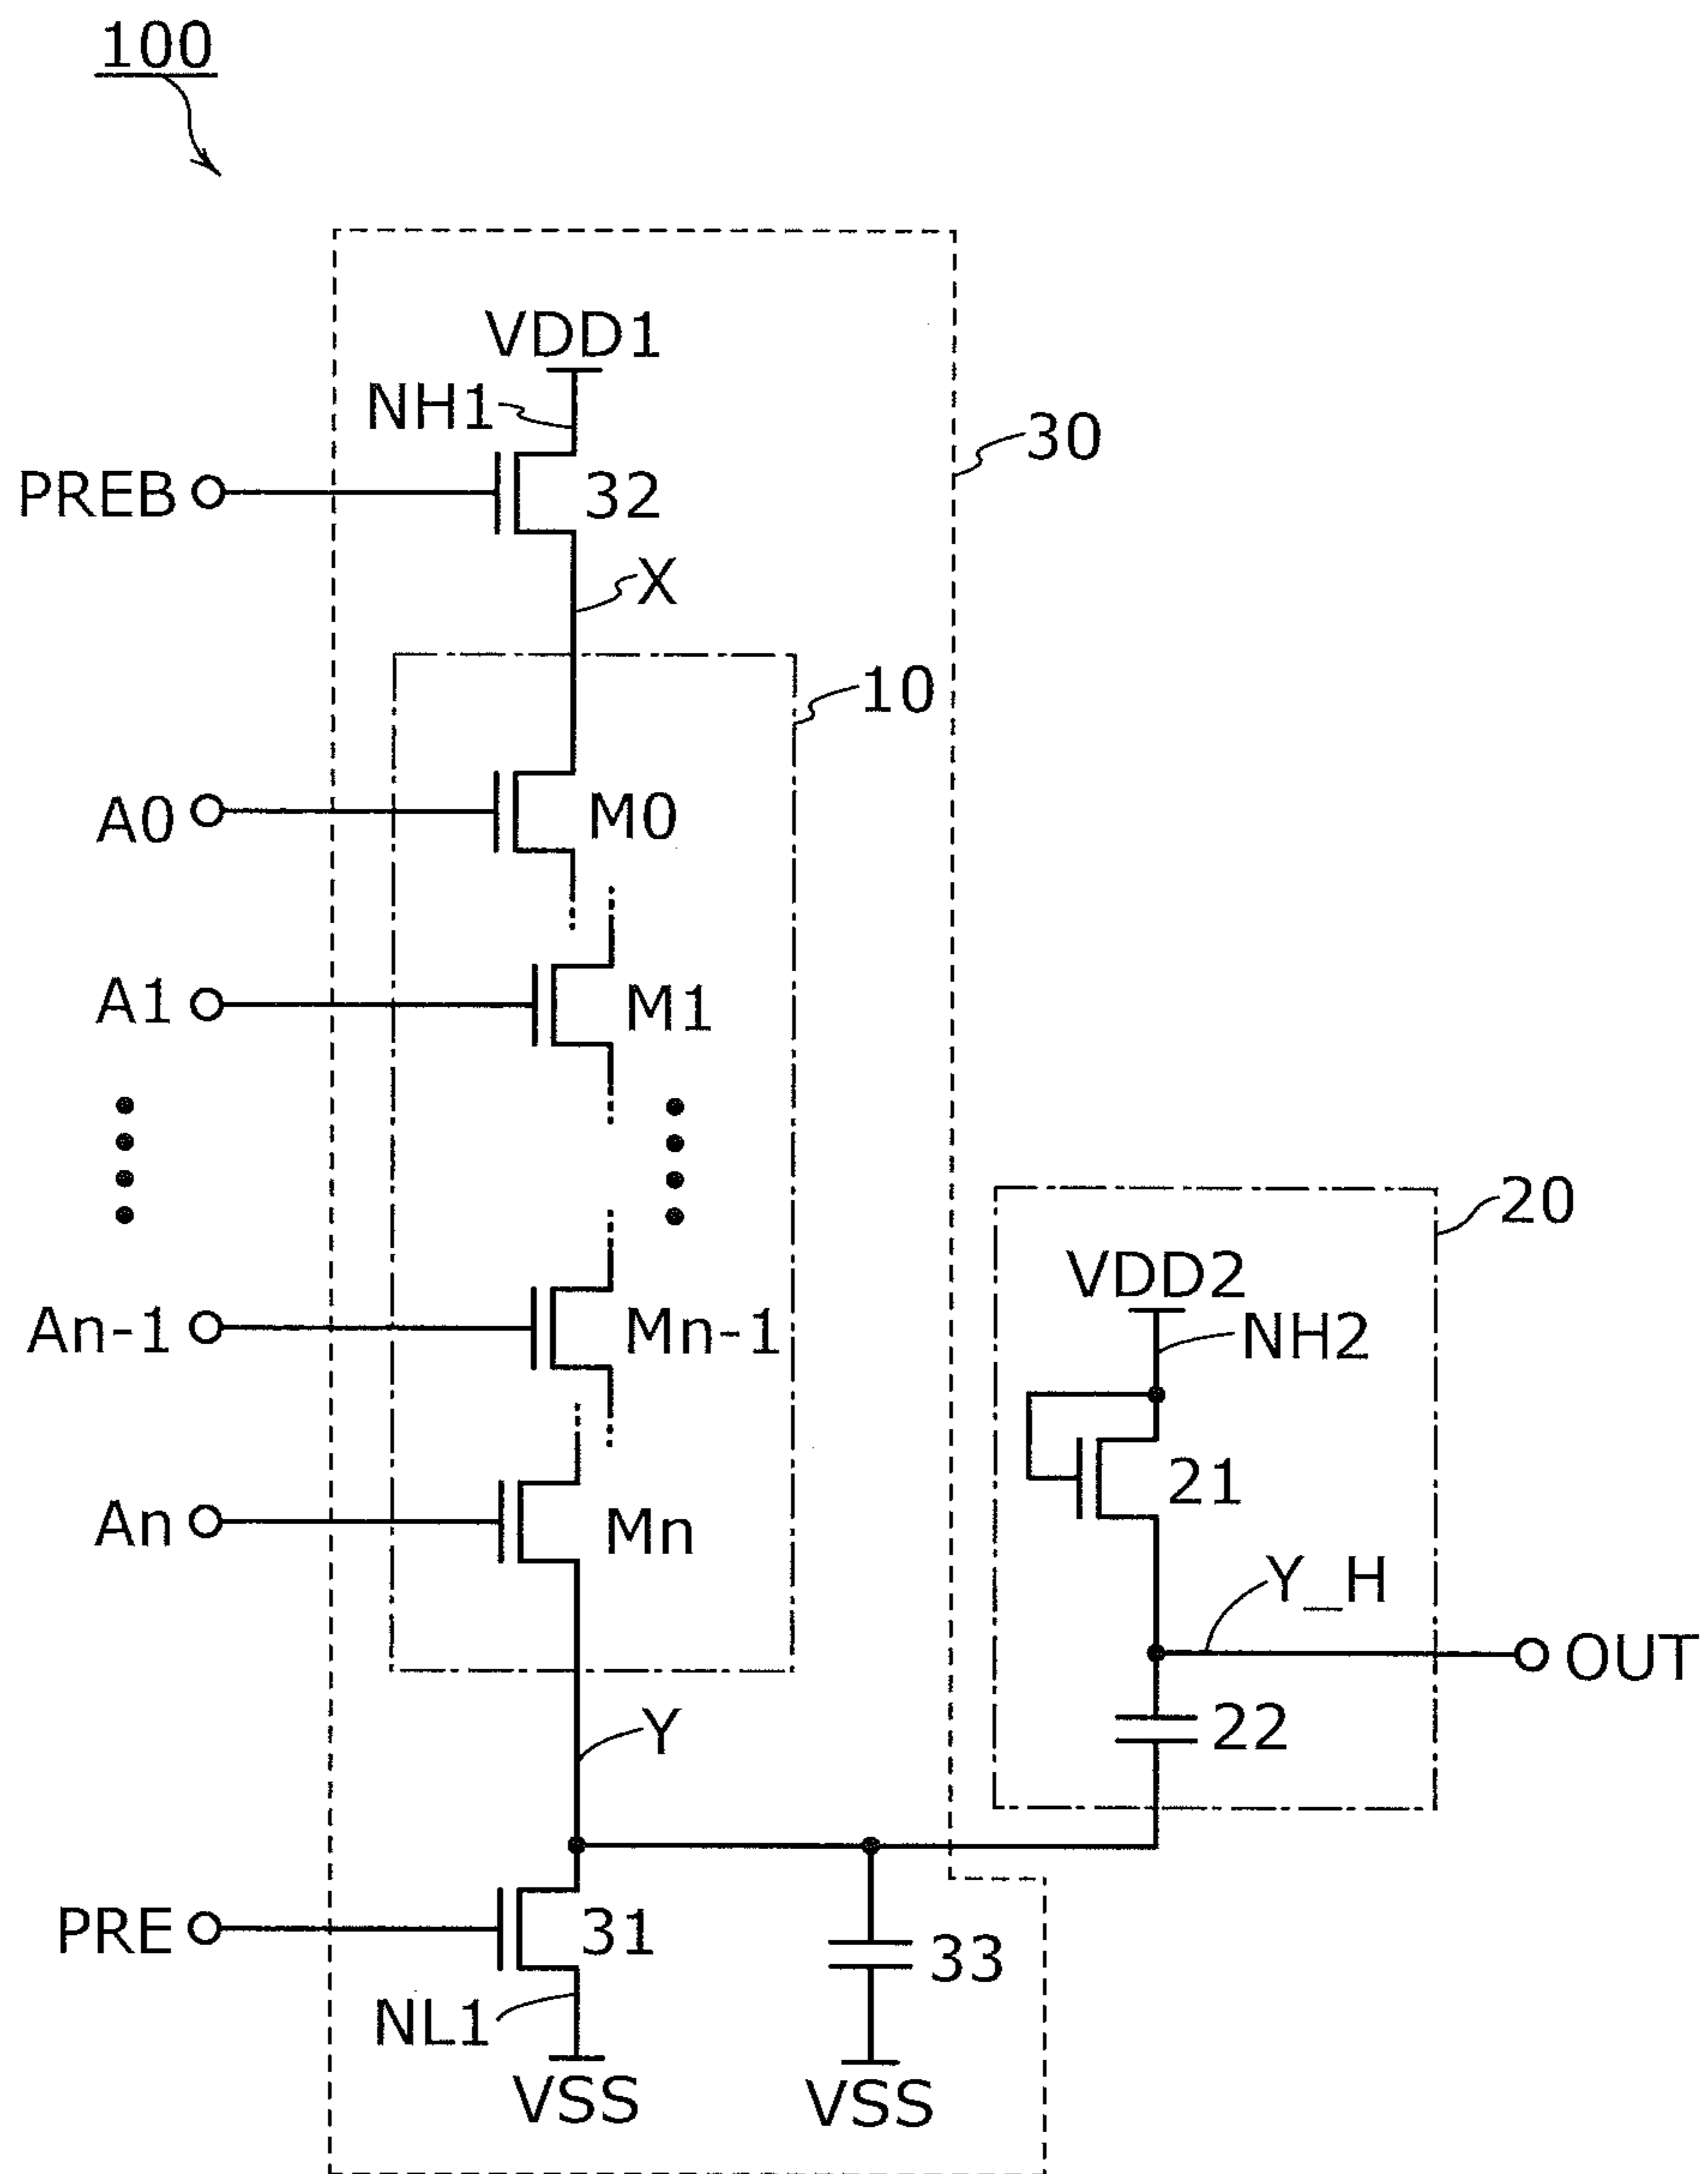 100
VDD1
NH1
30
PREB
32
X
10
A0
M0
A1
M1
20
VDD2
An-1
Mn-1
NH2
21
An
Mn
Y_H
OUT
Y
22
PRE
31
33
NL1
VSS
VSS